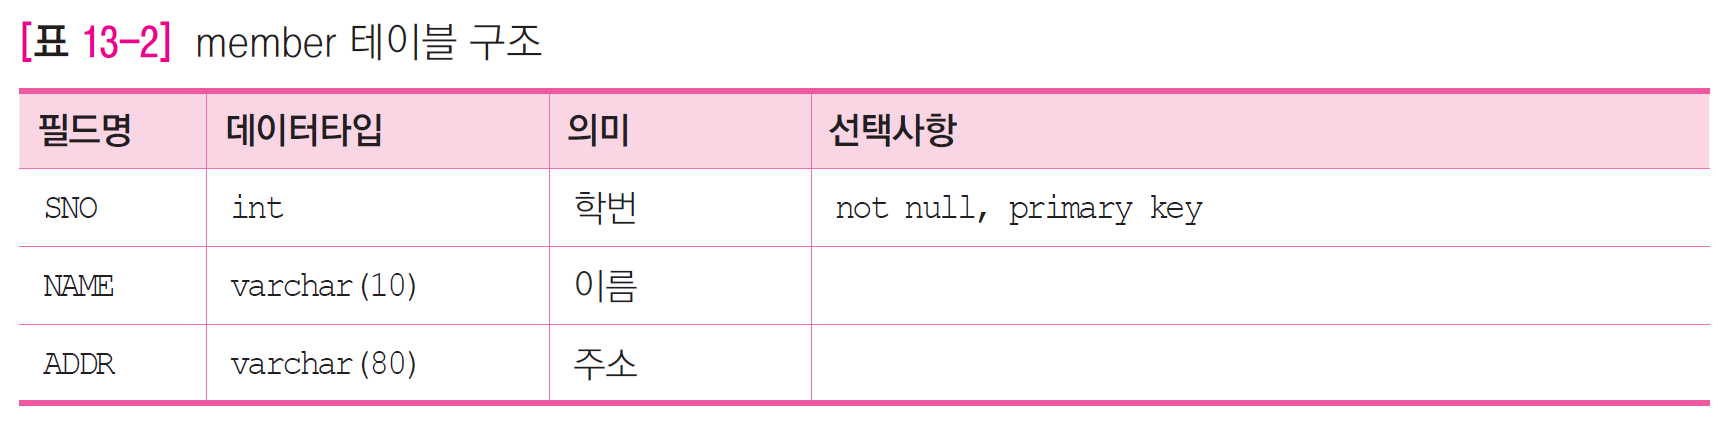 [표 13-2] member 테이블 구조
필드명 데이터타입 의미 선택사항
SNO int 학번 not null, primary key
NAME varchar(10) 이름
ADDR varchar(80) 주소